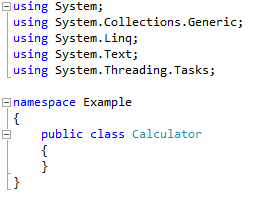 using System;
using System.Collections.Generic;
using System.Linq;
using System.Text;
using System.Threading.Tasks;
namespace Example
{
public class Calculator
{
}
}